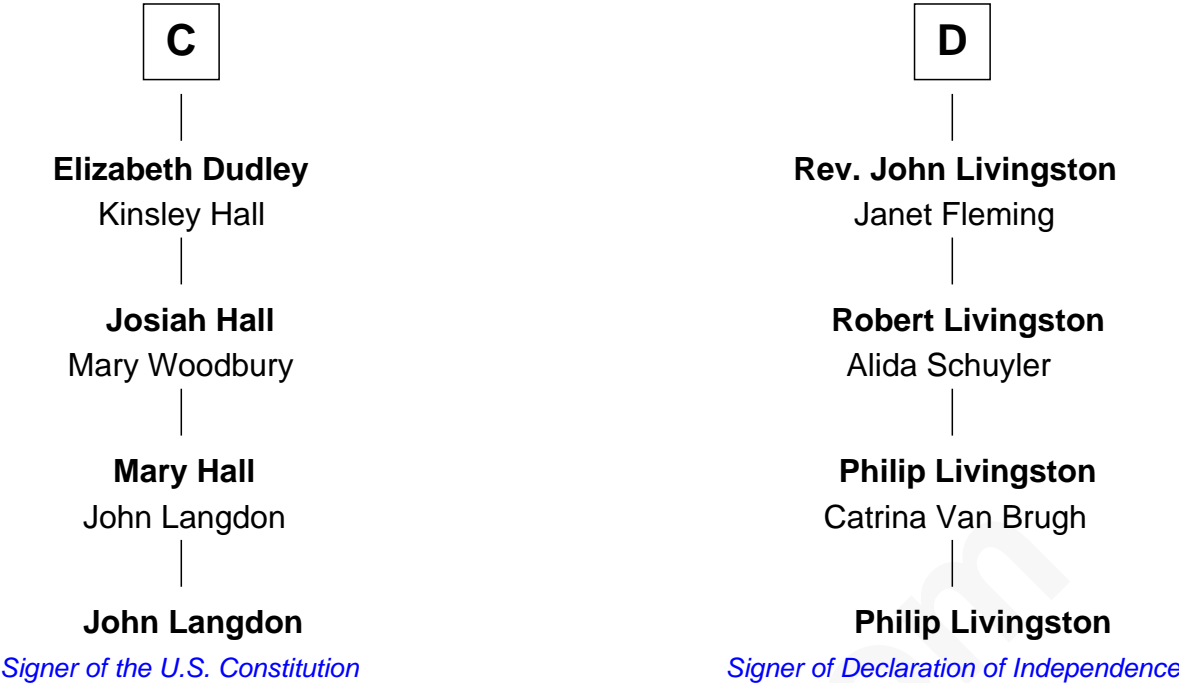 C
Elizabeth Dudley
Kinsley Hall
Josiah Hall
Mary Woodbury
Mary Hall
John Langdon
John Langdon
Signer of the U.S. Constitution
D
Rev. John Livingston
Janet Fleming
Robert Livingston
Alida Schuyler
Philip Livingston
Catrina Van Brugh
Philip Livingston
Signer of Declaration of Independence